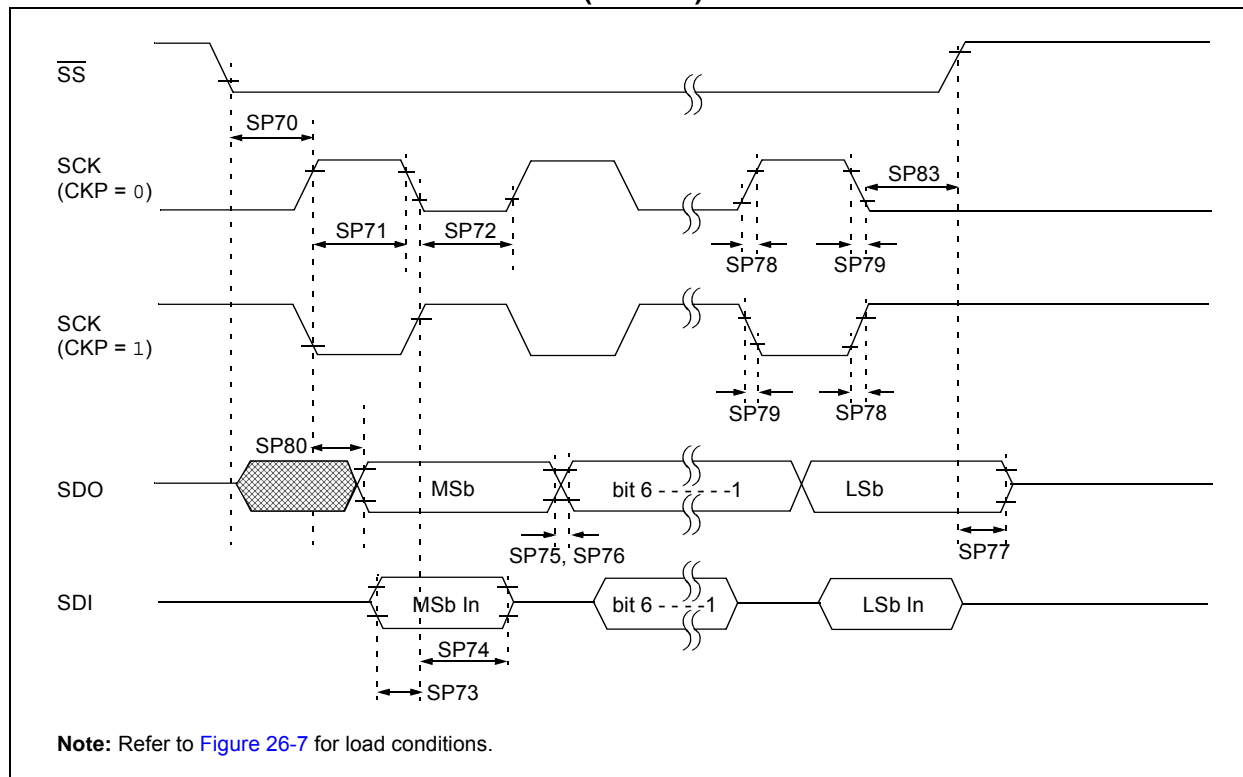 SS
SP70
SCK
(CKP = 0)
SP83
SP71
SP72
SP78
SP79
SCK
(CKP = 1)
SP79
SP78
SP80
SDO
MSb
bit 6 - - - - - -1
LSb
SP75, SP76
SP77
SDI
MSb In
bit 6 - - - -1
LSb In
SP74
SP73
Note: Refer to Figure 26-7 for load conditions.